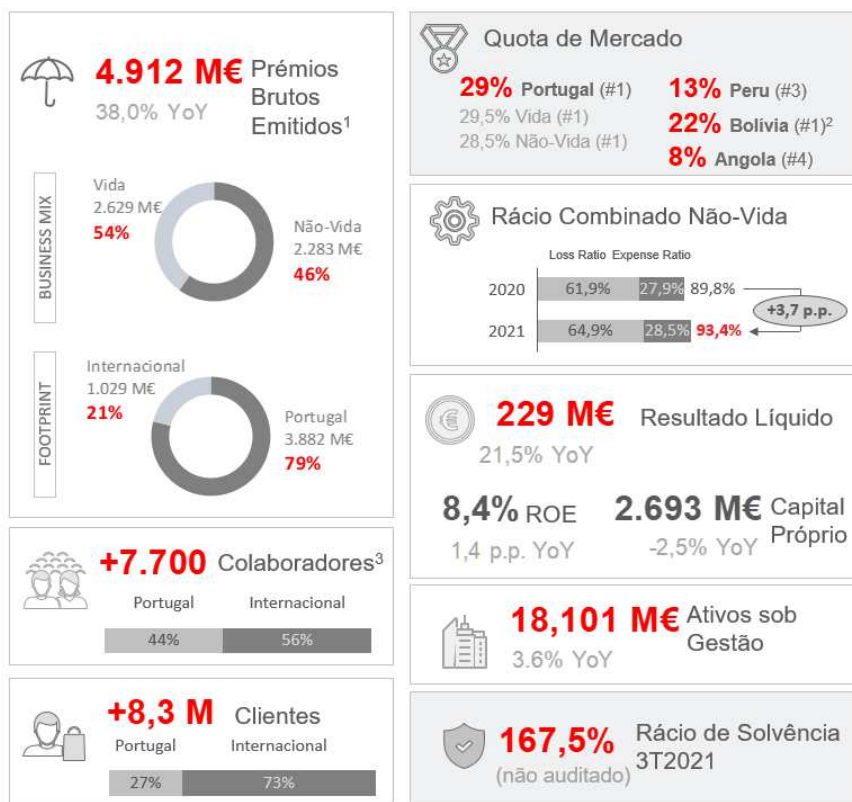 4.912 M€ Prémios
Brutos
Emitidos¹
38,0% YoY
BUSINESS MIX
Vida
2.629 M€
54%
Não-Vida
2.283 M€
46%
FOOTPRINT
Internacional
1.029 M€
21%
Portugal
3.882 M€
79%
+7.700 Colaboradores³
Portugal Internacional
44% 56%
+8,3 M Clientes
Portugal Internacional
27% 73%
Quota de Mercado
29% Portugal (#1)
29,5% Vida (#1)
28,5% Não-Vida (#1)
13% Peru (#3)
22% Bolívia (#1)²
8% Angola (#4)
Rácio Combinado Não-Vida
Loss Ratio Expense Ratio
2020 61,9% 27,9% 89,8%
+3,7 p.p.
2021 64,9% 28,5% 93,4%
229 M€ Resultado Líquido
21,5% YoY
8,4% ROE
1,4 p.p. YoY
2.693 M€ Capital
Próprio
-2,5% YoY
18,101 M€ Ativos sob
Gestão
3.6% YoY
167,5% Rácio de Solvência
3T2021
(não auditado)